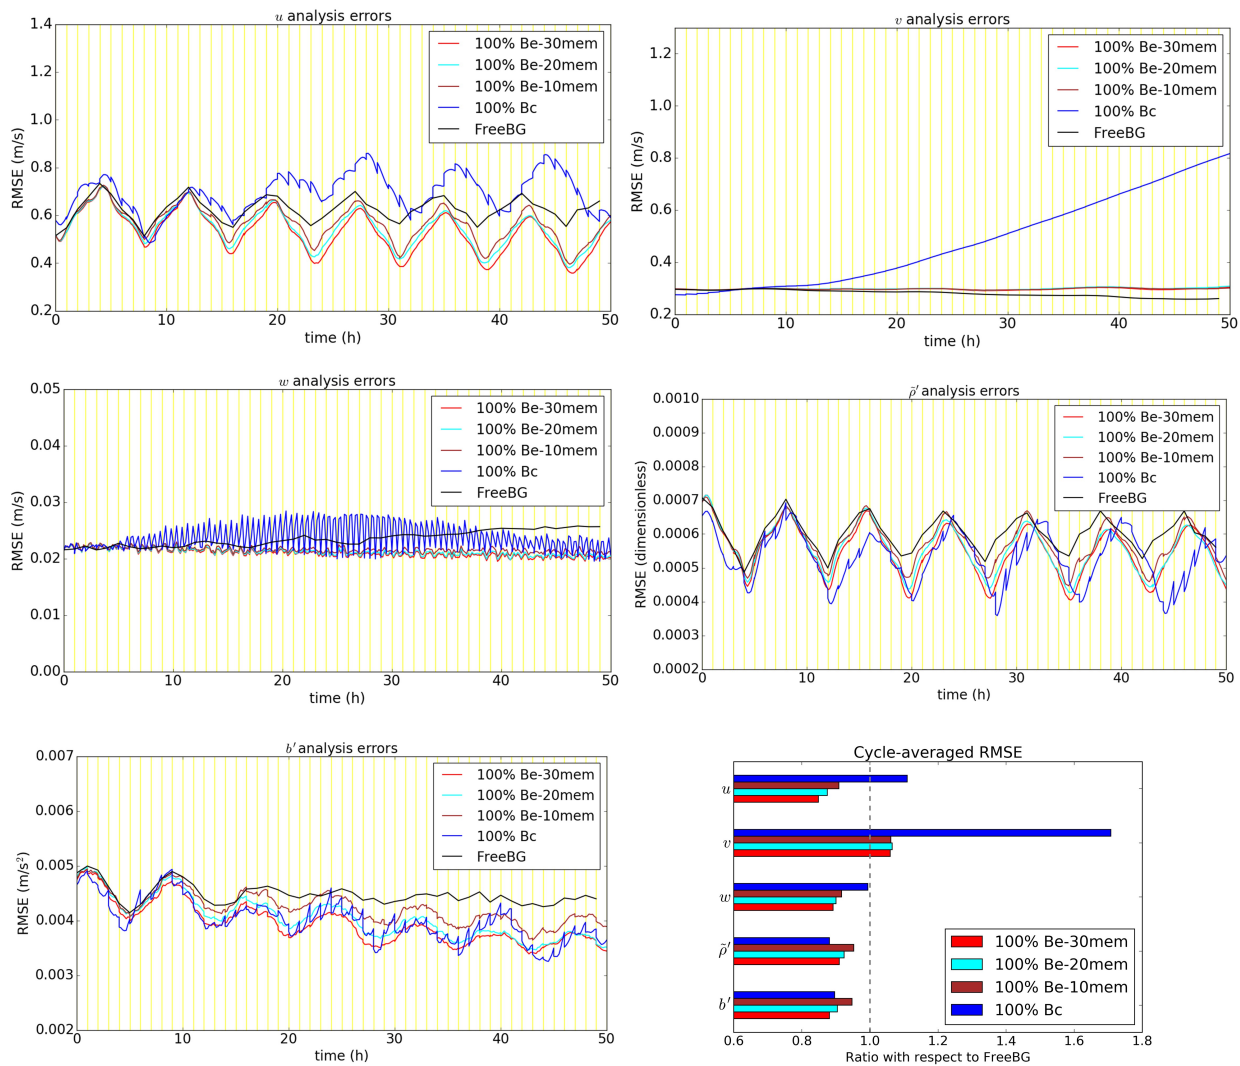 u analysis errors
1.4
1.2
1.0
0.8
0.6
0.4
0.2
RMSE (m/s)
100% Be-30mem
100% Be-20mem
100% Be-10mem
100% Bc
FreeBG
0 10 20 30 40 50
time (h)
v analysis errors
1.2
1.0
0.8
0.6
0.4
0.2
RMSE (m/s)
100% Be-30mem
100% Be-20mem
100% Be-10mem
100% Bc
FreeBG
0 10 20 30 40 50
time (h)
w analysis errors
0.05
0.04
0.03
0.02
0.01
0.00
RMSE (m/s)
100% Be-30mem
100% Be-20mem
100% Be-10mem
100% Bc
FreeBG
0 10 20 30 40 50
time (h)
ρ̃′ analysis errors
0.0010
0.0009
0.0008
0.0007
0.0006
0.0005
0.0004
0.0003
0.0002
RMSE (dimensionless)
100% Be-30mem
100% Be-20mem
100% Be-10mem
100% Bc
FreeBG
0 10 20 30 40 50
time (h)
b′ analysis errors
0.007
0.006
0.005
0.004
0.003
0.002
RMSE (m/s²)
100% Be-30mem
100% Be-20mem
100% Be-10mem
100% Bc
FreeBG
0 10 20 30 40 50
time (h)
Cycle-averaged RMSE
u
v
w
ρ̃′
b′
100% Be-30mem
100% Be-20mem
100% Be-10mem
100% Bc
0.6 0.8 1.0 1.2 1.4 1.6 1.8
Ratio with respect to FreeBG